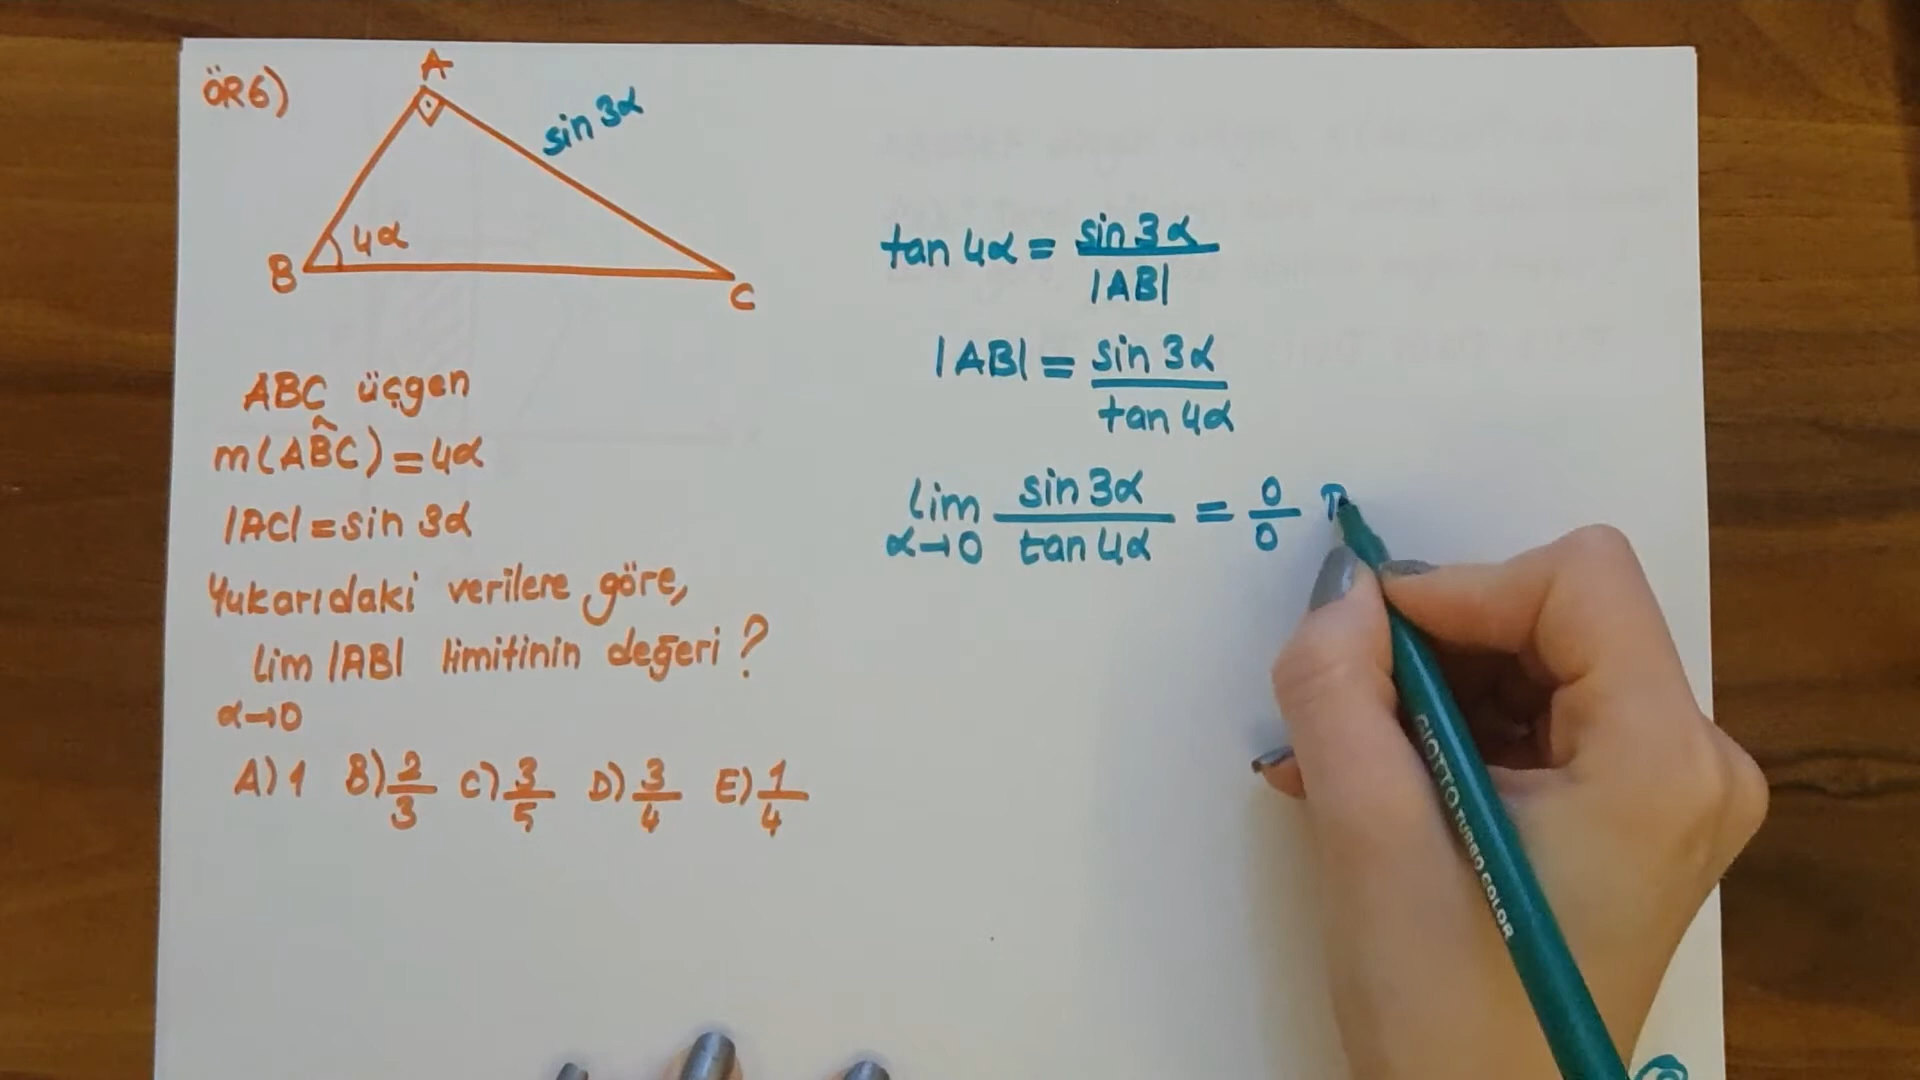 ÖR6)
A
sin 3α
4α
B
C
ABC üçgen
m(AB̂C) = 4α
|AC| = sin 3α
Yukarıdaki verilere göre,
lim |AB| limitinin değeri ?
α→0
A) 1 B) 2/3 C) 3/5 D) 3/4 E) 1/4
tan 4α = sin 3α / |AB|
|AB| = sin 3α / tan 4α
lim α→0 sin 3α / tan 4α = 0/0
GIOTTO TURBO COLOR